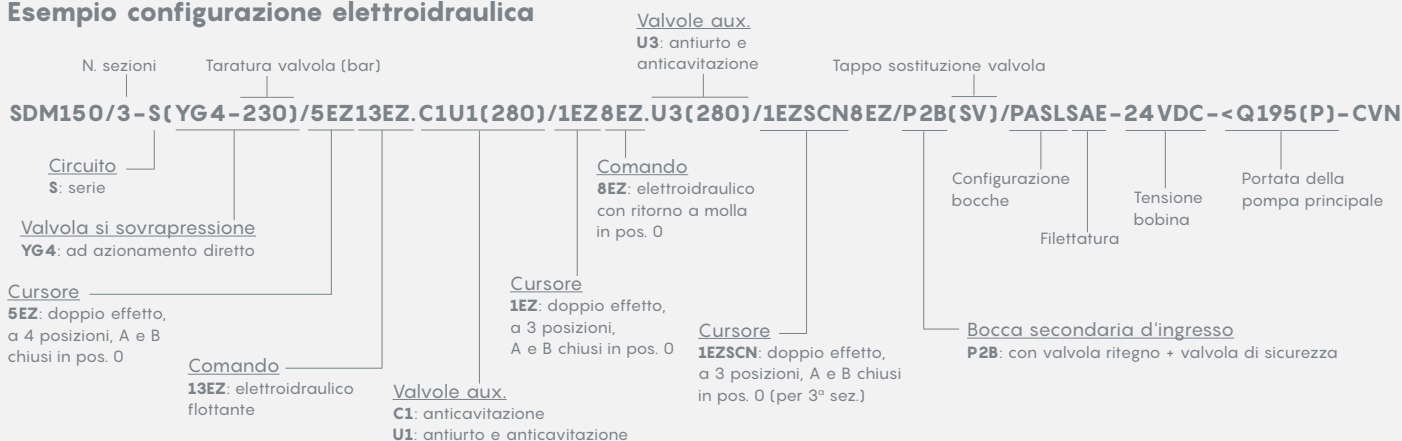 Esempio configurazione elettroidraulica
Valvole aux.
U3: antiurto e
anticavitazione
N. sezioni
Taratura valvola (bar)
Tappo sostituzione valvola
SDM150/3-S(YG4-230)/5EZ13EZ.C1U1(280)/1EZ8EZ.U3(280)/1EZSCN8EZ/P2B(SV)/PASLSAE-24VDC-<Q195(P)-CVN
Circuito
S: serie
Valvola si sovrapressione
YG4: ad azionamento diretto
Cursore
5EZ: doppio effetto,
a 4 posizioni, A e B
chiusi in pos. 0
Comando
13EZ: elettroidraulico
flottante
Valvole aux.
C1: anticavitazione
U1: antiurto e anticavitazione
Cursore
1EZ: doppio effetto,
a 3 posizioni,
A e B chiusi in pos. 0
Comando
8EZ: elettroidraulico
con ritorno a molla
in pos. 0
Cursore
1EZSCN: doppio effetto,
a 3 posizioni, A e B chiusi
in pos. 0 (per 3ª sez.)
Bocca secondaria d'ingresso
P2B: con valvola ritegno + valvola di sicurezza
Configurazione
bocche
Filettatura
Tensione
bobina
Portata della
pompa principale